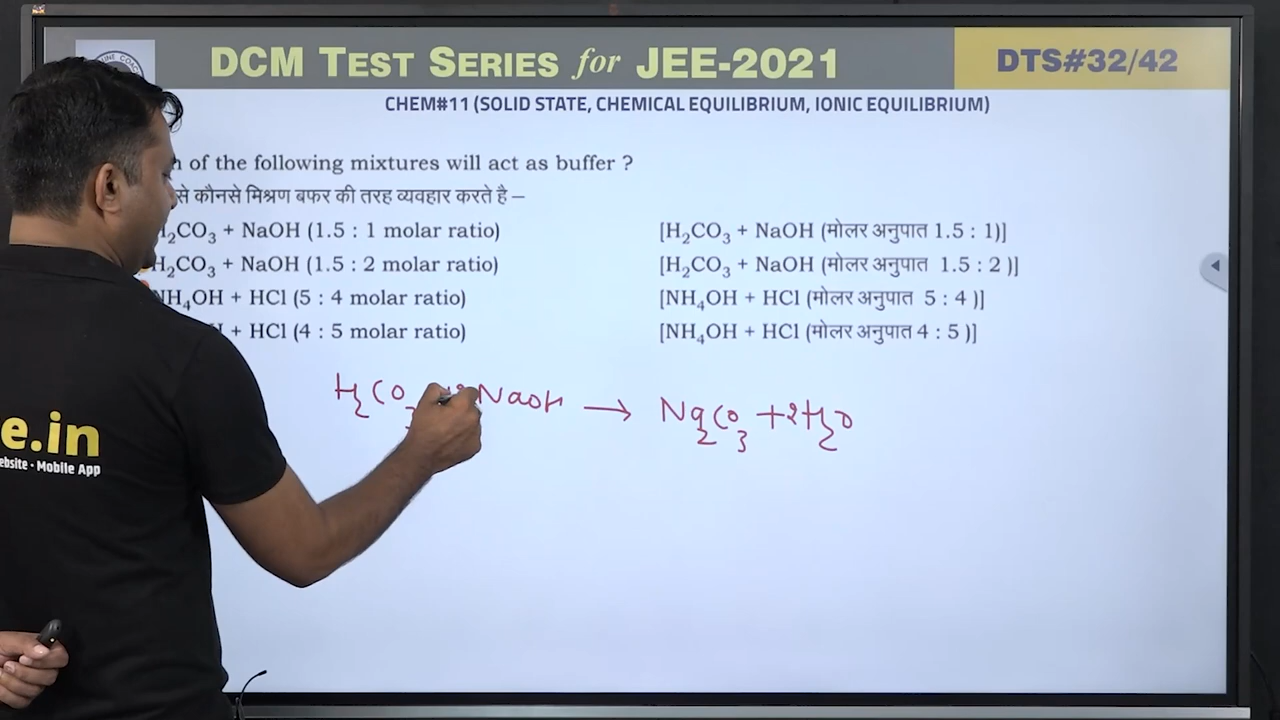 DCM TEST SERIES for JEE-2021
DTS#32/42
CHEM#11 (SOLID STATE, CHEMICAL EQUILIBRIUM, IONIC EQUILIBRIUM)
of the following mixtures will act as buffer ?
से कौनसे मिश्रण बफर की तरह व्यवहार करते है –
H₂CO₃ + NaOH (1.5 : 1 molar ratio) [H₂CO₃ + NaOH (मोलर अनुपात 1.5 : 1)]
H₂CO₃ + NaOH (1.5 : 2 molar ratio) [H₂CO₃ + NaOH (मोलर अनुपात 1.5 : 2 )]
NH₄OH + HCl (5 : 4 molar ratio) [NH₄OH + HCl (मोलर अनुपात 5 : 4 )]
+ HCl (4 : 5 molar ratio) [NH₄OH + HCl (मोलर अनुपात 4 : 5 )]
H₂CO₃ NaOH → Na₂CO₃ + 2H₂O
e.in
ebsite • Mobile App